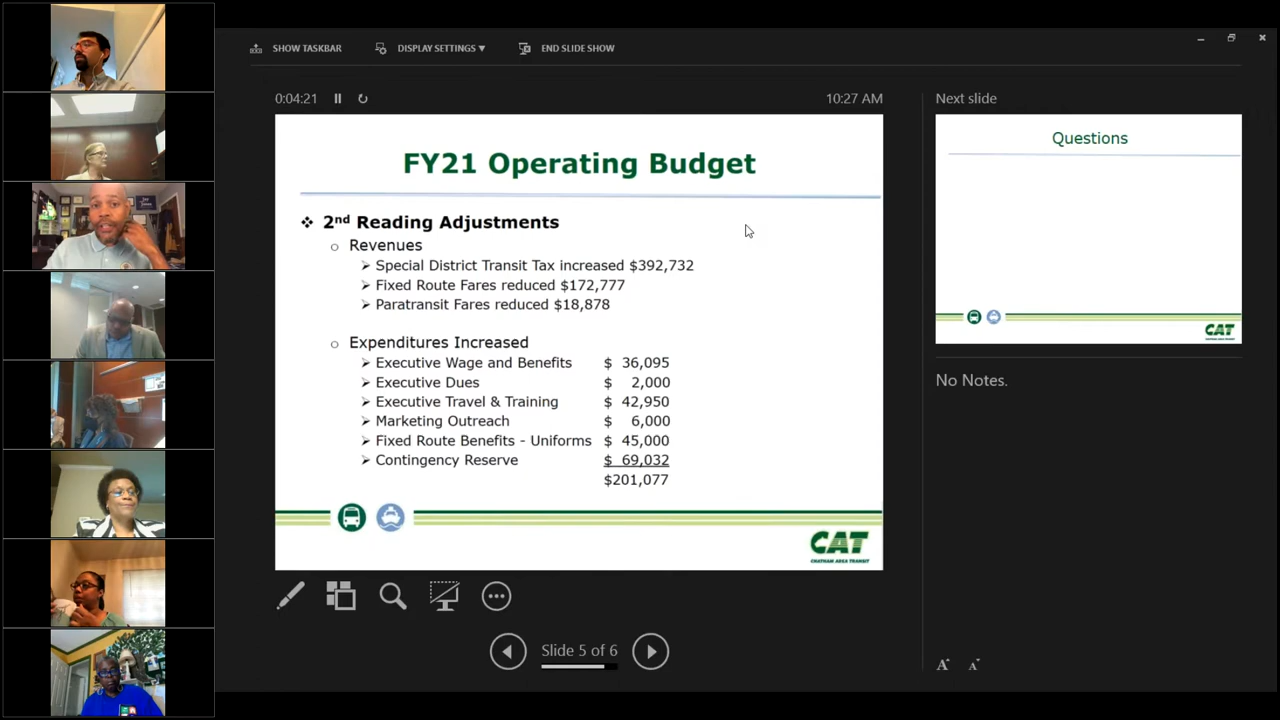 SHOW TASKBAR
DISPLAY SETTINGS ▼
END SLIDE SHOW
0:04:21
10:27 AM
Next slide
FY21 Operating Budget
❖ 2nd Reading Adjustments
o Revenues
➢ Special District Transit Tax increased $392,732
➢ Fixed Route Fares reduced $172,777
➢ Paratransit Fares reduced $18,878
o Expenditures Increased
➢ Executive Wage and Benefits $ 36,095
➢ Executive Dues $ 2,000
➢ Executive Travel & Training $ 42,950
➢ Marketing Outreach $ 6,000
➢ Fixed Route Benefits - Uniforms $ 45,000
➢ Contingency Reserve $ 69,032
$201,077
CAT
CHATHAM AREA TRANSIT
Questions
CAT
No Notes.
Slide 5 of 6
A A